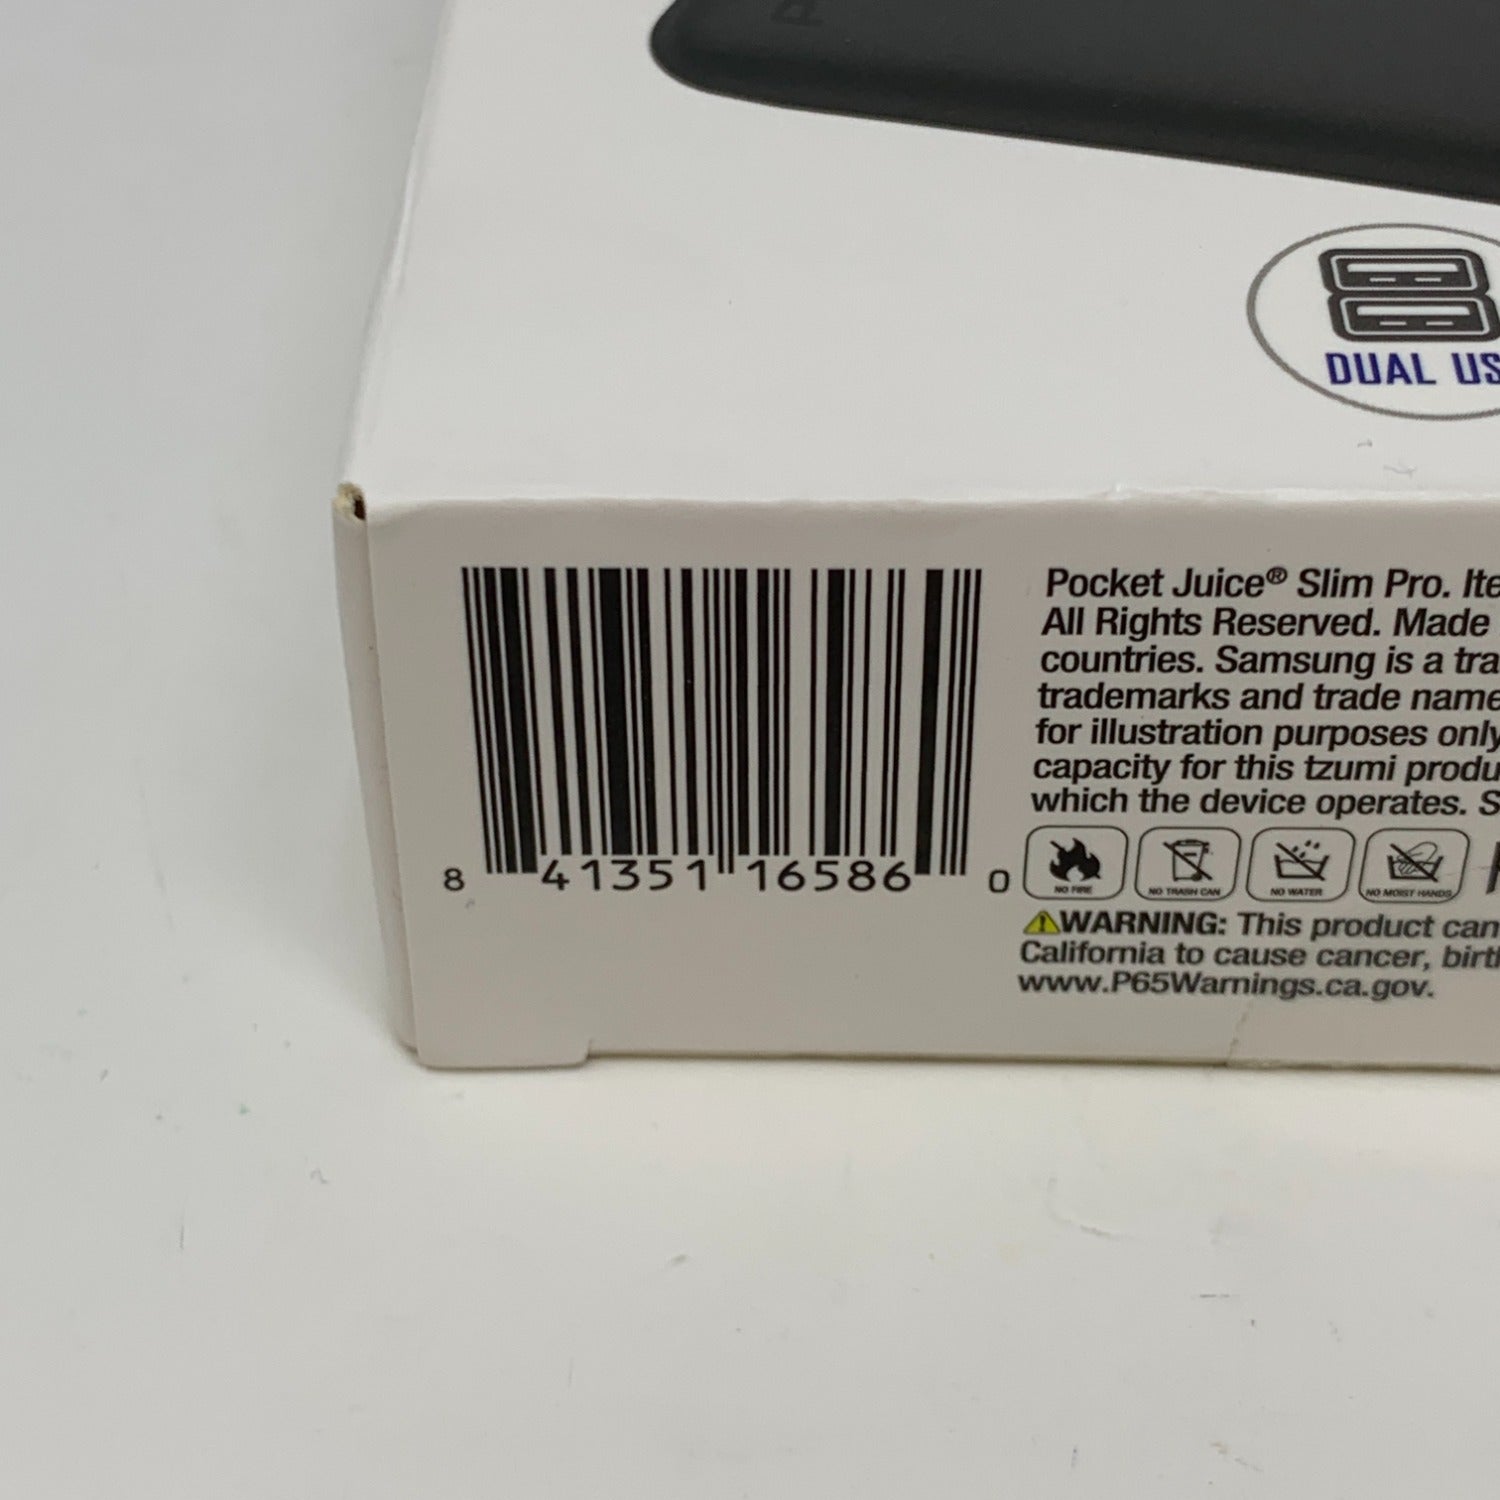 DUAL US
Pocket Juice® Slim Pro. Ite
All Rights Reserved. Made
countries. Samsung is a tra
trademarks and trade name
for illustration purposes only
capacity for this tzumi produ
which the device operates. S
8 41351 16586 0
NO FIRE NO TRASH CAN NO WATER NO MOIST HANDS
WARNING: This product can
California to cause cancer, birth
www.P65Warnings.ca.gov.